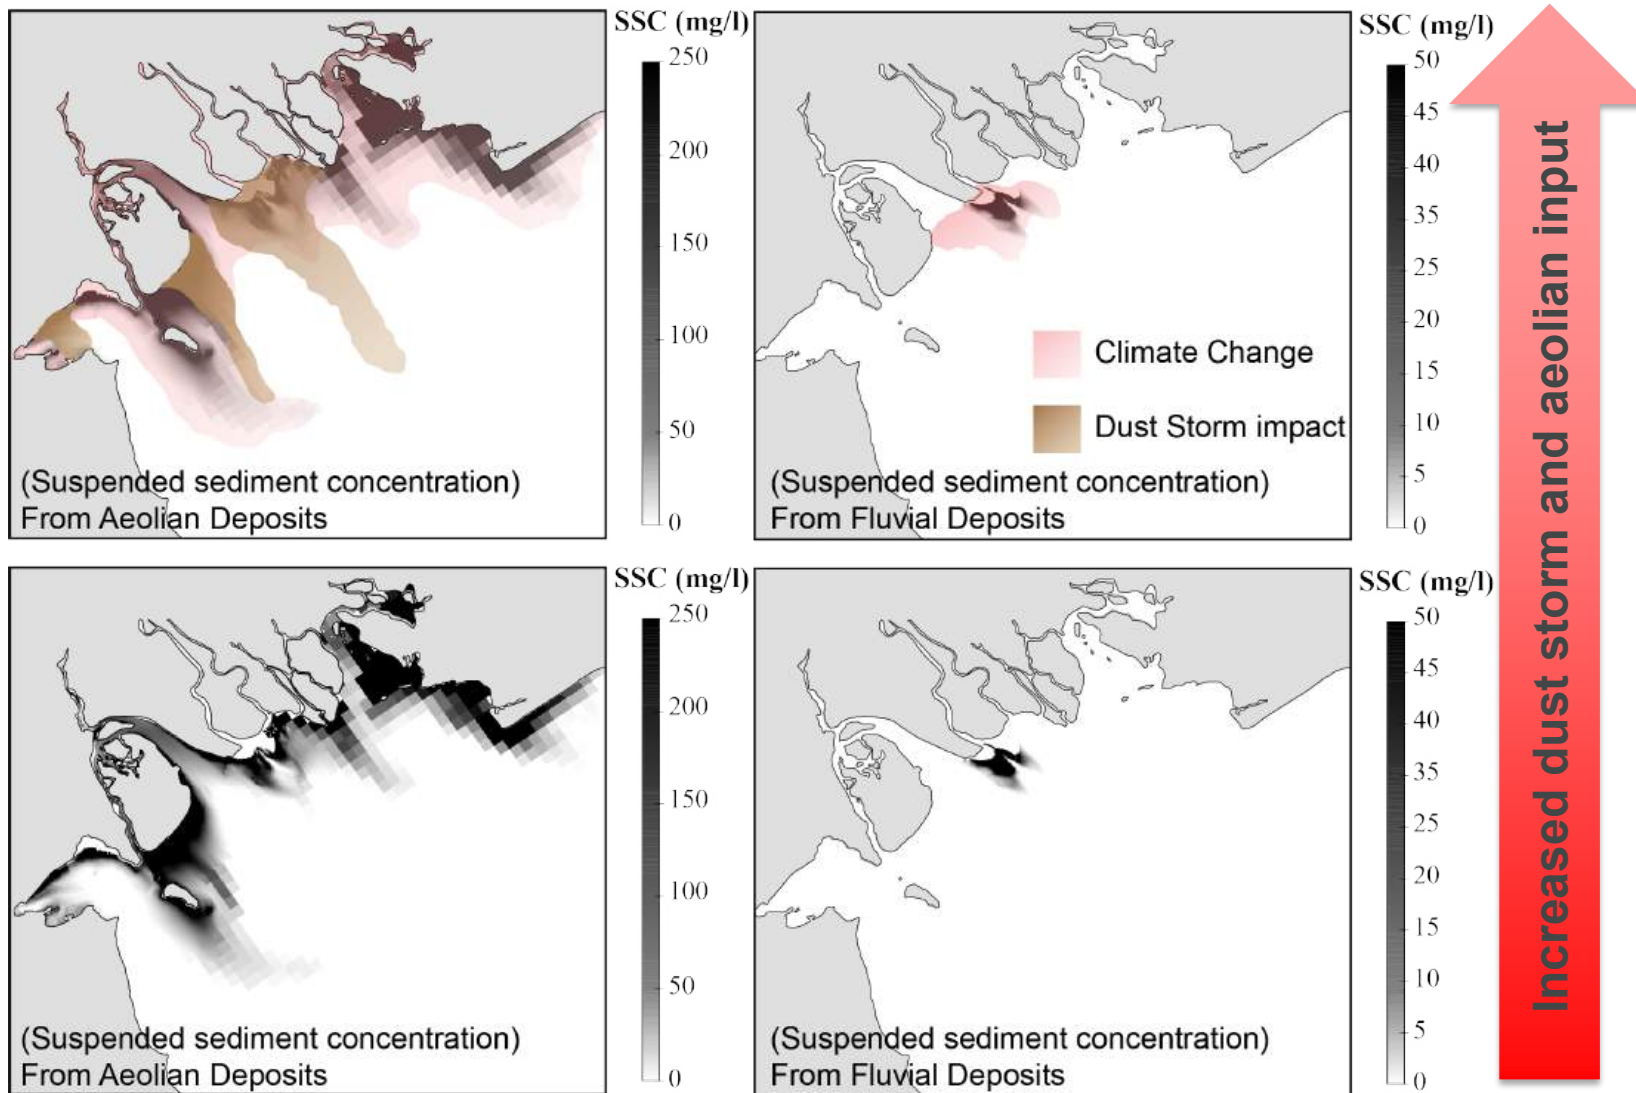 SSC (mg/l)
250
200
150
100
50
0
(Suspended sediment concentration)
From Aeolian Deposits
SSC (mg/l)
50
45
40
35
30
25
20
15
10
5
0
Climate Change
Dust Storm impact
(Suspended sediment concentration)
From Fluvial Deposits
SSC (mg/l)
250
200
150
100
50
0
(Suspended sediment concentration)
From Aeolian Deposits
SSC (mg/l)
50
45
40
35
30
25
20
15
10
5
0
(Suspended sediment concentration)
From Fluvial Deposits
Increased dust storm and aeolian input